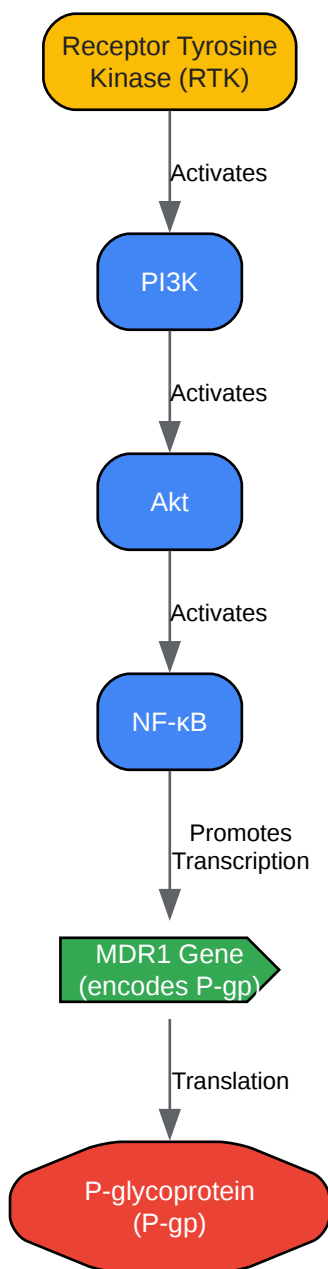 Receptor Tyrosine
Kinase (RTK)
Activates
PI3K
Activates
Akt
Activates
NF-κB
Promotes
Transcription
MDR1 Gene
(encodes P-gp)
Translation
P-glycoprotein
(P-gp)